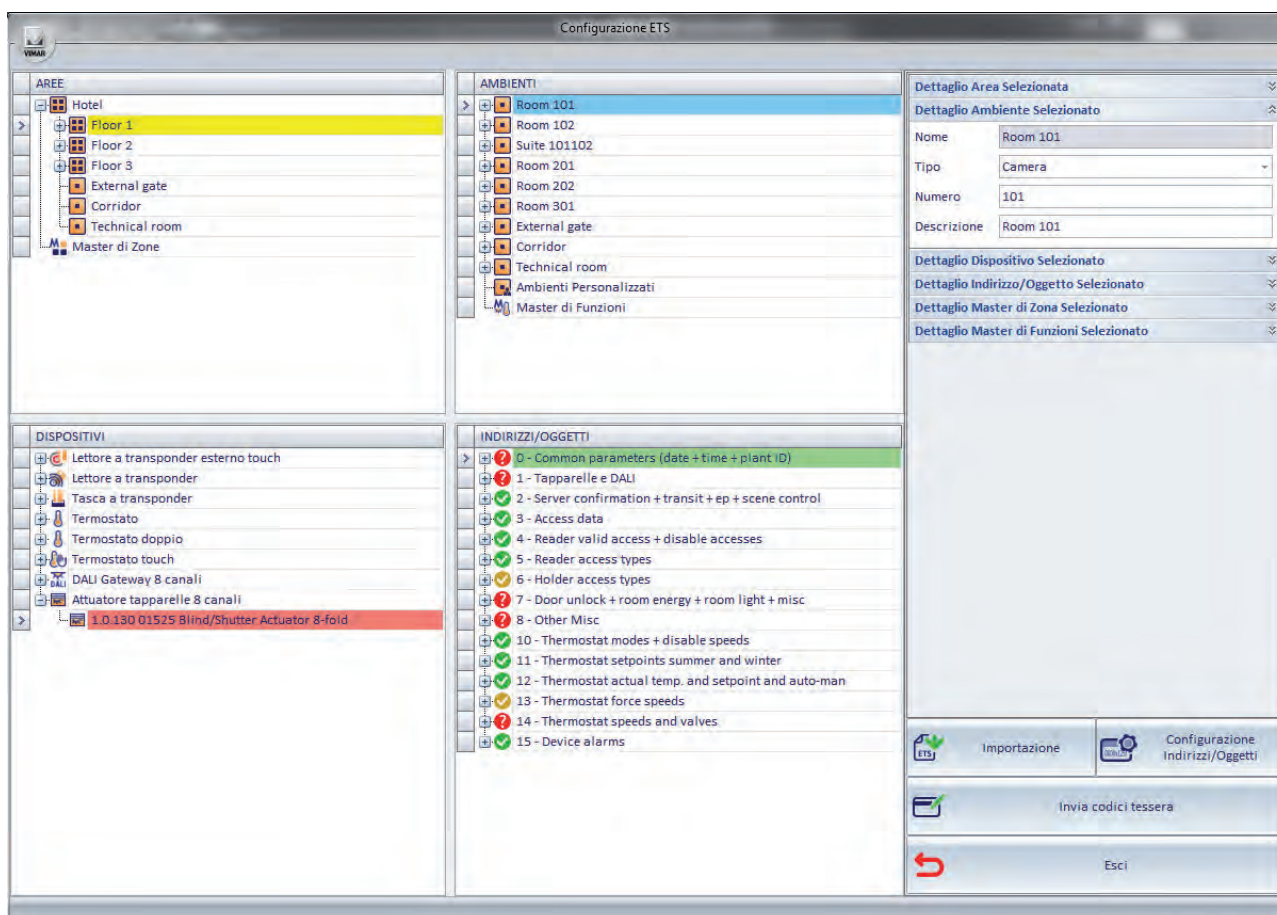 Configurazione ETS
VIMAR
AREE
Hotel
Floor 1
Floor 2
Floor 3
External gate
Corridor
Technical room
Master di Zone
AMBIENTI
Room 101
Room 102
Suite 101102
Room 201
Room 202
Room 301
External gate
Corridor
Technical room
Ambienti Personalizzati
Master di Funzioni
Dettaglio Area Selezionata
Dettaglio Ambiente Selezionato
Nome Room 101
Tipo Camera
Numero 101
Descrizione Room 101
Dettaglio Dispositivo Selezionato
Dettaglio Indirizzo/Oggetto Selezionato
Dettaglio Master di Zona Selezionato
Dettaglio Master di Funzioni Selezionato
DISPOSITIVI
Lettore a transponder esterno touch
Lettore a transponder
Tasca a transponder
Termostato
Termostato doppio
Termostato touch
DALI DALI Gateway 8 canali
Attuatore tapparelle 8 canali
1.0.130 01525 Blind/Shutter Actuator 8-fold
INDIRIZZI/OGGETTI
0 - Common parameters (date + time + plant ID)
1 - Tapparelle e DALI
2 - Server confirmation + transit + ep + scene control
3 - Access data
4 - Reader valid access + disable accesses
5 - Reader access types
6 - Holder access types
7 - Door unlock + room energy + room light + misc
8 - Other Misc
10 - Thermostat modes + disable speeds
11 - Thermostat setpoints summer and winter
12 - Thermostat actual temp. and setpoint and auto-man
13 - Thermostat force speeds
14 - Thermostat speeds and valves
15 - Device alarms
ETS Importazione
Configurazione
Indirizzi/Oggetti
Invia codici tessera
Esci